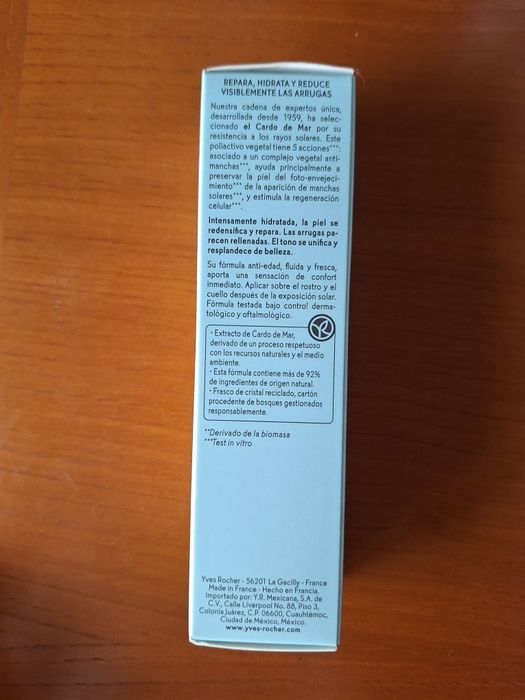 REPARA, HIDRATA Y REDUCE
VISIBLEMENTE LAS ARRUGAS
Nuestra cadena de expertos única,
desarrollada desde 1959, ha selec-
cionado el Cardo de Mar por su
resistencia a los rayos solares. Este
poliactivo vegetal tiene 5 acciones***:
asociado a un complejo vegetal anti-
manchas***, ayuda principalmente a
preservar la piel del foto-envejeci-
miento*** de la aparición de manchas
solares***, y estimula la regeneración
celular***.
Intensamente hidratada, la piel se
redensifica y repara. Las arrugas pa-
recen rellenadas. El tono se unifica y
resplandece de belleza.
Su fórmula anti-edad, fluida y fresca,
aporta una sensación de confort
inmediato. Aplicar sobre el rostro y el
cuello después de la exposición solar.
Fórmula testada bajo control derma-
tológico y oftalmológico.
YR
· Extracto de Cardo de Mar,
derivado de un proceso respetuoso
con los recursos naturales y el medio
ambiente.
· Esta fórmula contiene más de 92%
de ingredientes de origen natural.
· Frasco de cristal reciclado, cartón
procedente de bosques gestionados
responsablemente.
**Derivado de la biomasa
***Test in vitro
Yves Rocher - 56201 La Gacilly - France
Made in France - Hecho en Francia.
Importado por: Y.R. Mexicana, S.A. de
C.V., Calle Liverpool No. 88, Piso 3,
Colonia Juárez, C.P. 06600, Cuauhtémoc,
Ciudad de México, México.
www.yves-rocher.com